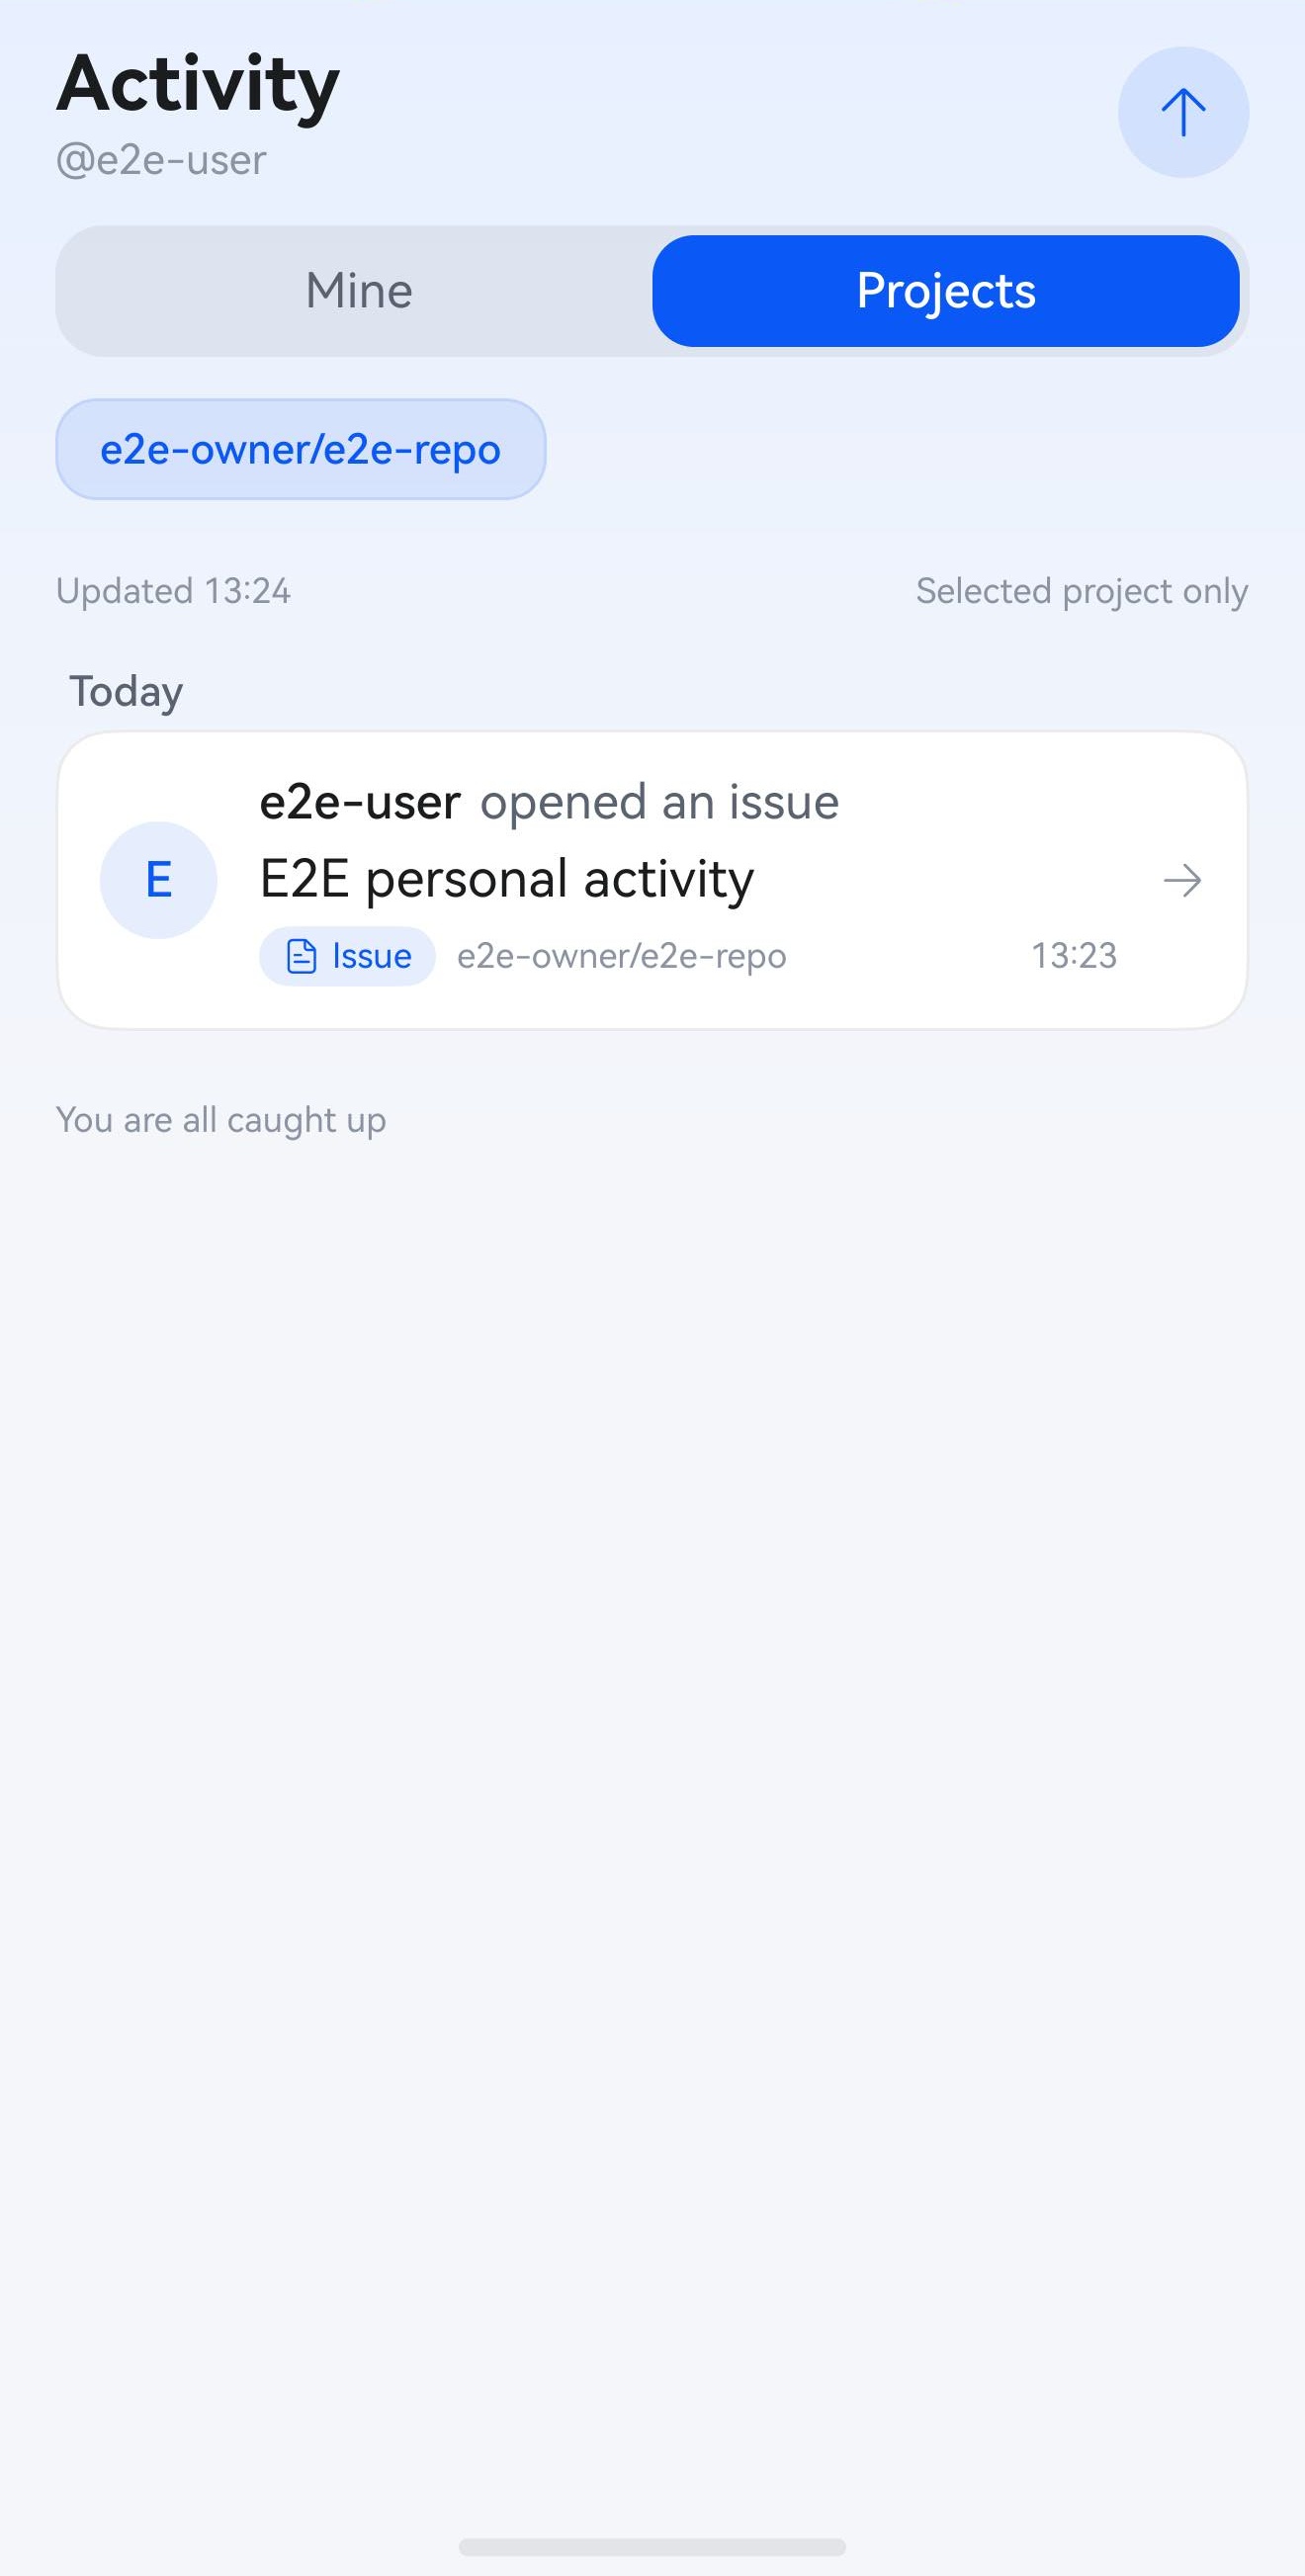 Activity
@e2e-user
Mine
Projects
e2e-owner/e2e-repo
Updated 13:24
Selected project only
Today
e2e-user opened an issue
E
E2E personal activity
Issue
e2e-owner/e2e-repo
13:23
You are all caught up